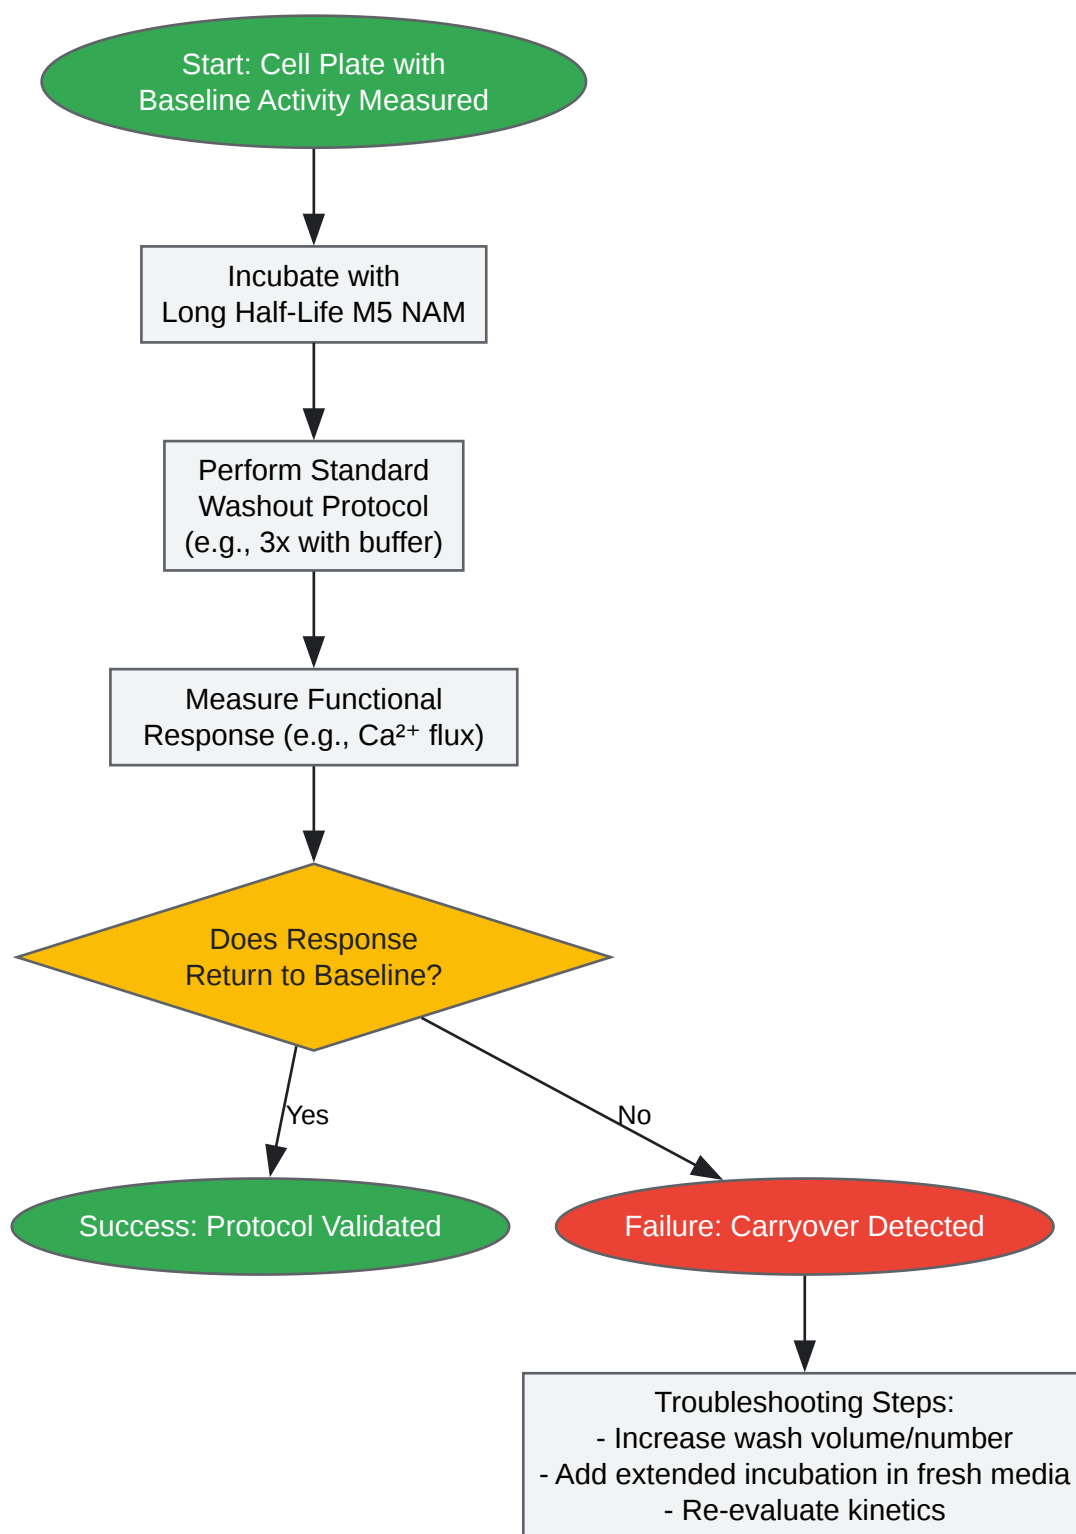 Start: Cell Plate with
Baseline Activity Measured
Incubate with
Long Half-Life M5 NAM
Perform Standard
Washout Protocol
(e.g., 3x with buffer)
Measure Functional
Response (e.g., Ca²⁺ flux)
Does Response
Return to Baseline?
Yes
No
Success: Protocol Validated
Failure: Carryover Detected
Troubleshooting Steps:
- Increase wash volume/number
- Add extended incubation in fresh media
- Re-evaluate kinetics